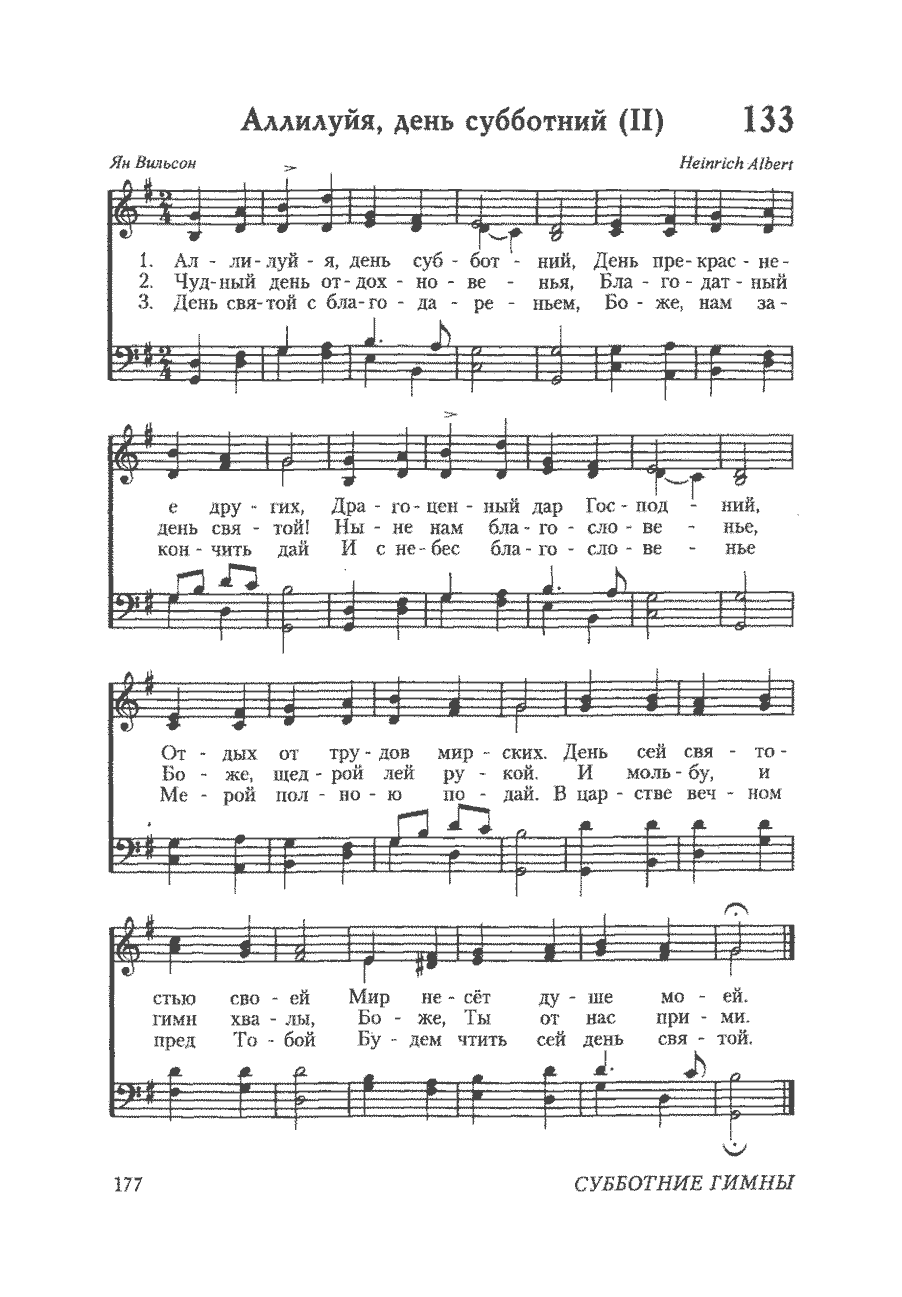 Аллилуйя, день субботний (II) 133
Ян Вильсон Heinrich Albert
1. Ал - ли-луй - я, день суб - бот - ний, День пре-крас - не-
2. Чуд-ный день от-дох - но - ве - нья, Бла - го - дат - ный
3. День свя-той с бла-го - да - ре - ньем, Бо - же, нам за-
е дру - гих, Дра - го-цен - ный дар Гос - под - ний,
день свя - той! Ны - не нам бла - го - сло - ве - нье,
кон - чить дай И с не-бес бла - го - сло - ве - нье
От - дых от тру - дов мир - ских. День сей свя - то-
Бо - же, щед - рой лей ру - кой. И моль - бу, и
Ме - рой пол - но - ю по - дай. В цар - стве веч - ном
стью сво - ей Мир не - сёт ду - ше мо - ей.
гимн хва - лы, Бо - же, Ты от нас при - ми.
пред То - бой Бу - дем чтить сей день свя - той.
177 СУББОТНИЕ ГИМНЫ